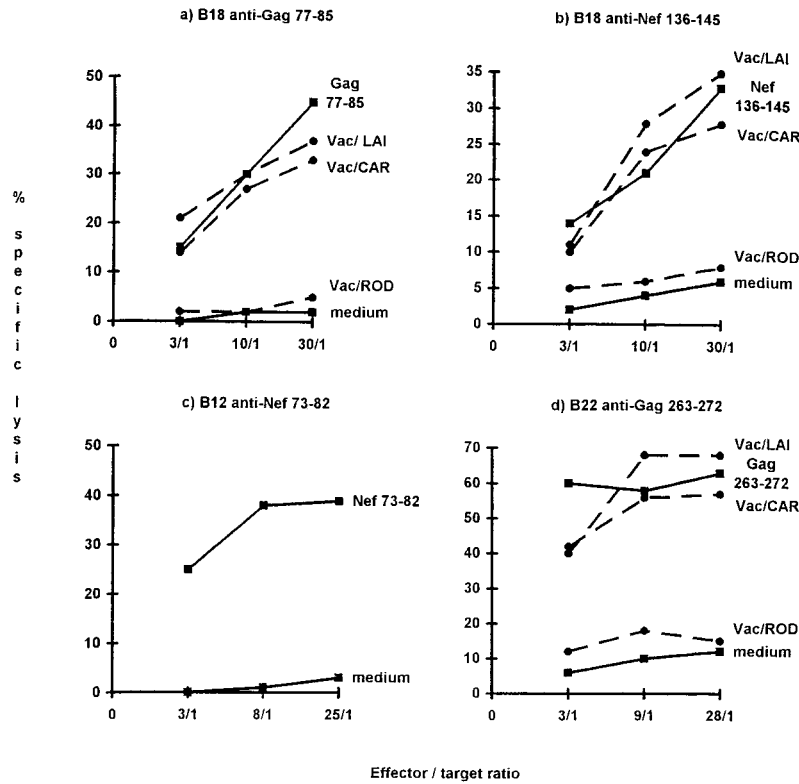 a) B18 anti-Gag 77-85
50
40
30
20
10
0
0
3/1
10/1
30/1
Gag
77-85
Vac/ LAI
Vac/CAR
Vac/ROD
medium
b) B18 anti-Nef 136-145
35
30
25
20
15
10
5
0
0
3/1
10/1
30/1
Vac/LAI
Nef
136-145
Vac/CAR
Vac/ROD
medium
% specific lysis
c) B12 anti-Nef 73-82
50
40
30
20
10
0
0
3/1
8/1
25/1
Nef 73-82
medium
d) B22 anti-Gag 263-272
70
60
50
40
30
20
10
0
0
3/1
9/1
28/1
Vac/LAI
Gag
263-272
Vac/CAR
Vac/ROD
medium
Effector / target ratio